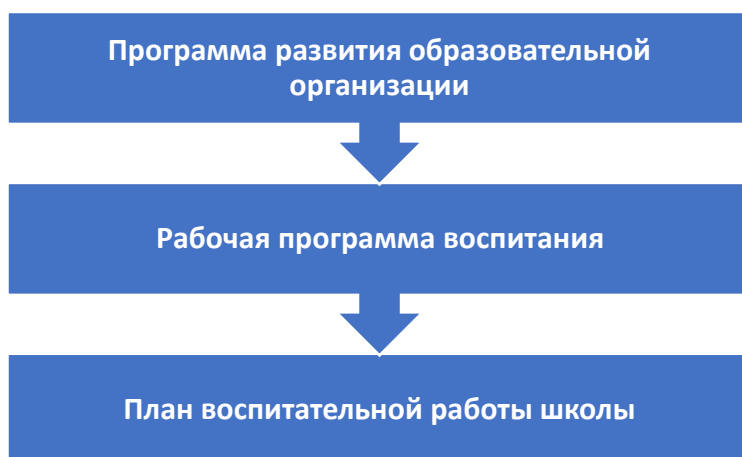 Программа развития образовательной
организации
Рабочая программа воспитания
План воспитательной работы школы